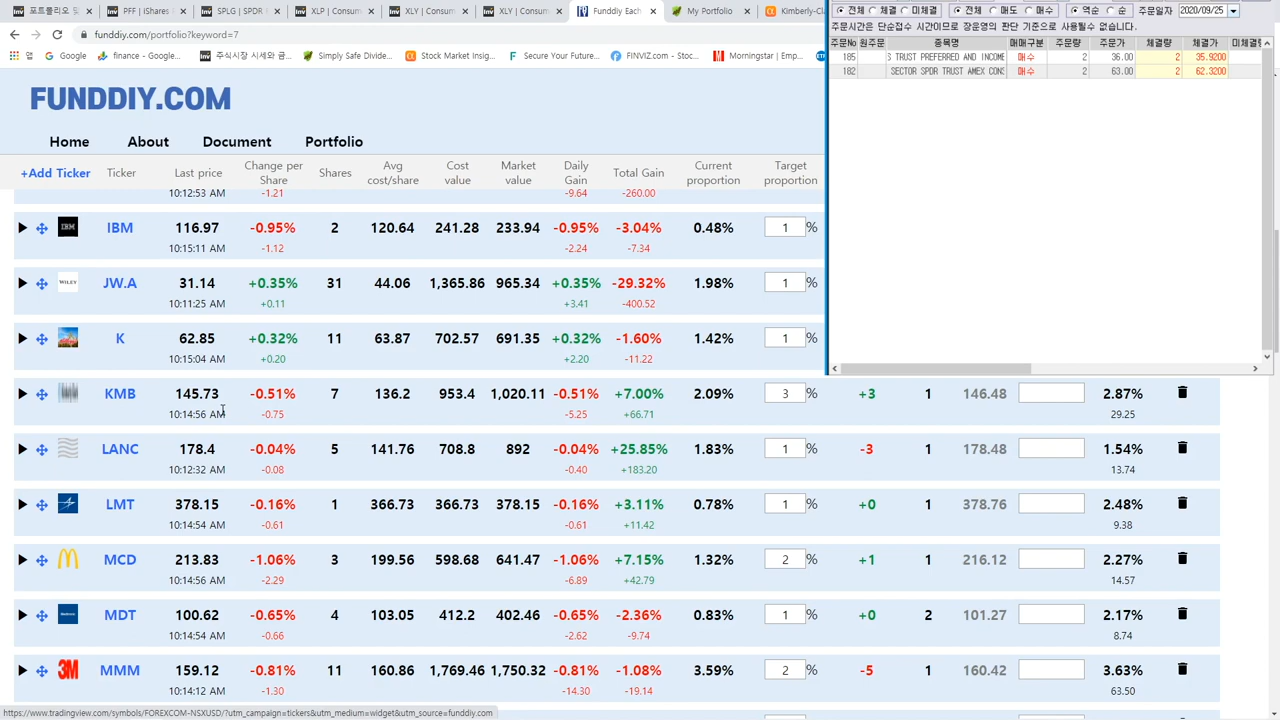 포트폴리오 및 PFF | iShares SPLG | SPDR S XLP | Consum XLY | Consum XLY | Consum Funddiy Each My Portfolio Kimberly-Cla
funddiy.com/portfolio?keyword=7
앱 Google finance - Google... 주식시장 시세와 금... Simply Safe Divide... Stock Market Insig... Secure Your Future... FINVIZ.com - Stoc... Morningstar | Emp...
전체 체결 미체결 전체 매도 매수 역순 순 주문일자 2020/09/25
주문시간은 단순접수 시간이므로 장운영의 판단 기준으로 사용될수 없습니다.
주문No 원주문 종목명 매매구분 주문량 주문가 체결량 체결가 미체결
185 S TRUST PREFERRED AND INCOME 매수 2 36.00 2 35.9200
182 SECTOR SPDR TRUST AMEX CONS 매수 2 63.00 2 62.3200
FUNDDIY.COM
Home About Document Portfolio
+Add Ticker Ticker Last price Change per Share Shares Avg cost/share Cost value Market value Daily Gain Total Gain Current proportion Target proportion
10:12:53 AM -1.21 -9.64 -260.00
IBM IBM 116.97 -0.95% 2 120.64 241.28 233.94 -0.95% -3.04% 0.48% 1 %
10:15:11 AM -1.12 -2.24 -7.34
WILEY JW.A 31.14 +0.35% 31 44.06 1,365.86 965.34 +0.35% -29.32% 1.98% 1 %
10:11:25 AM +0.11 +3.41 -400.52
K 62.85 +0.32% 11 63.87 702.57 691.35 +0.32% -1.60% 1.42% 1 %
10:15:04 AM +0.20 +2.20 -11.22
KMB 145.73 -0.51% 7 136.2 953.4 1,020.11 -0.51% +7.00% 2.09% 3 % +3 1 146.48 2.87%
10:14:56 AM -0.75 -5.25 +66.71 29.25
LANC 178.4 -0.04% 5 141.76 708.8 892 -0.04% +25.85% 1.83% 1 % -3 1 178.48 1.54%
10:12:32 AM -0.08 -0.40 +183.20 13.74
LMT 378.15 -0.16% 1 366.73 366.73 378.15 -0.16% +3.11% 0.78% 1 % +0 1 378.76 2.48%
10:14:54 AM -0.61 -0.61 +11.42 9.38
MCD 213.83 -1.06% 3 199.56 598.68 641.47 -1.06% +7.15% 1.32% 2 % +1 1 216.12 2.27%
10:14:56 AM -2.29 -6.89 +42.79 14.57
MDT 100.62 -0.65% 4 103.05 412.2 402.46 -0.65% -2.36% 0.83% 1 % +0 2 101.27 2.17%
10:14:54 AM -0.66 -2.62 -9.74 8.74
3M MMM 159.12 -0.81% 11 160.86 1,769.46 1,750.32 -0.81% -1.08% 3.59% 2 % -5 1 160.42 3.63%
10:14:12 AM -1.30 -14.30 -19.14 63.50
https://www.tradingview.com/symbols/FOREXCOM-NSXUSD/?utm_campaign=tickers&utm_medium=widget&utm_source=funddiy.com